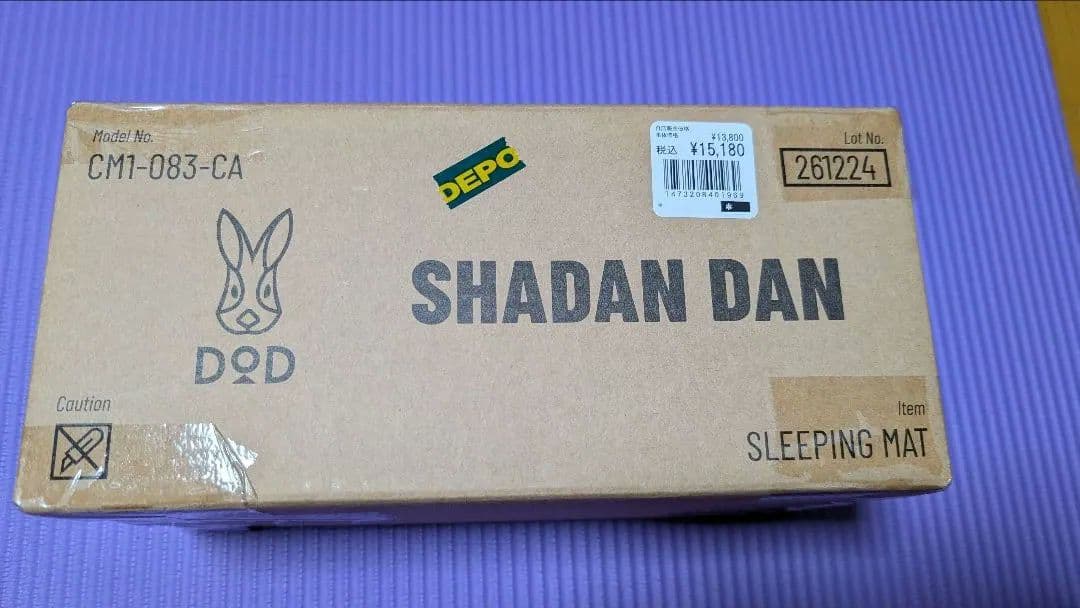 Model No.
CM1-083-CA
DEPO
¥13,800
税込 ¥15,180
Lot No.
261224
DOD
SHADAN DAN
Caution
Item
SLEEPING MAT